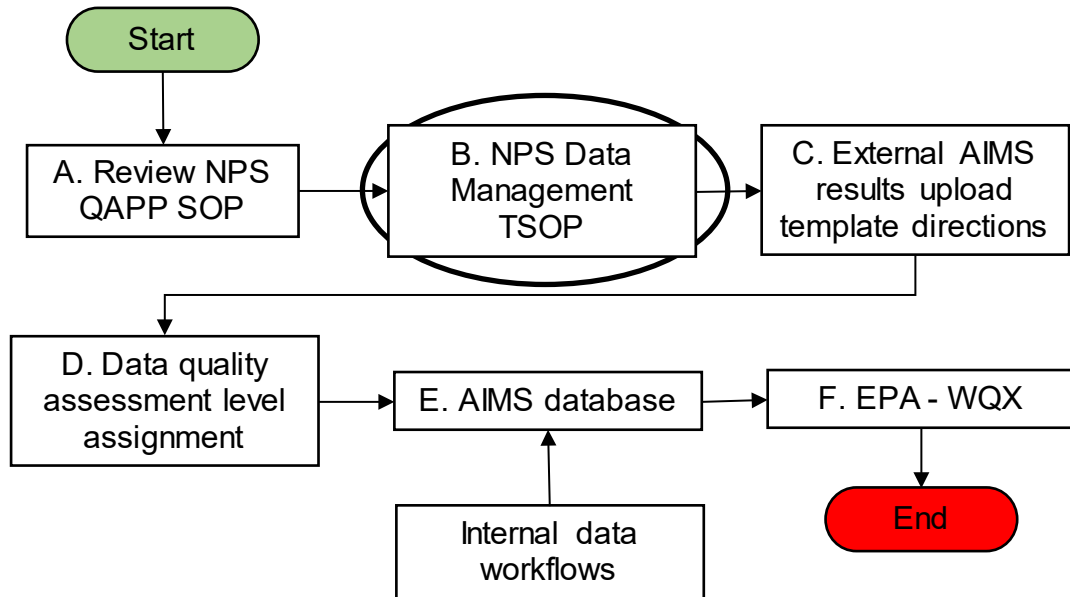 Start
A. Review NPS
QAPP SOP
B. NPS Data
Management
TSOP
C. External AIMS
results upload
template directions
D. Data quality
assessment level
assignment
E. AIMS database
F. EPA - WQX
Internal data
workflows
End